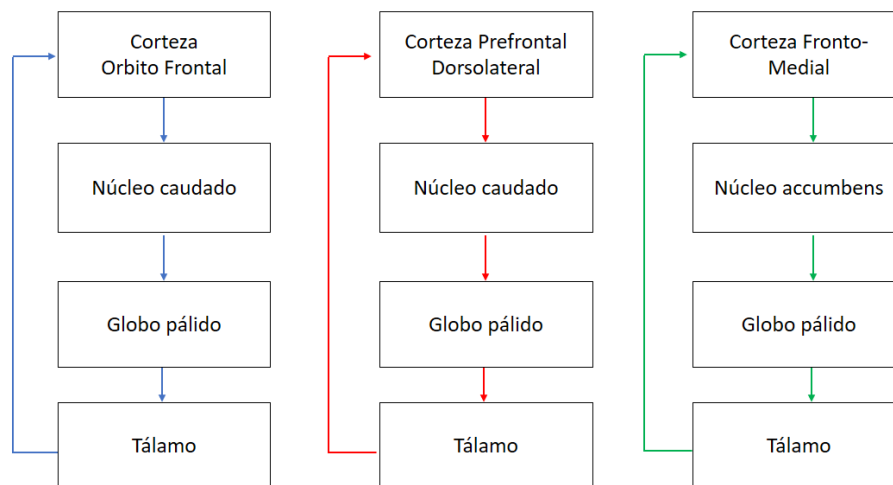 Corteza
Orbito Frontal
Núcleo caudado
Globo pálido
Tálamo
Corteza Prefrontal
Dorsolateral
Núcleo caudado
Globo pálido
Tálamo
Corteza Fronto-
Medial
Núcleo accumbens
Globo pálido
Tálamo